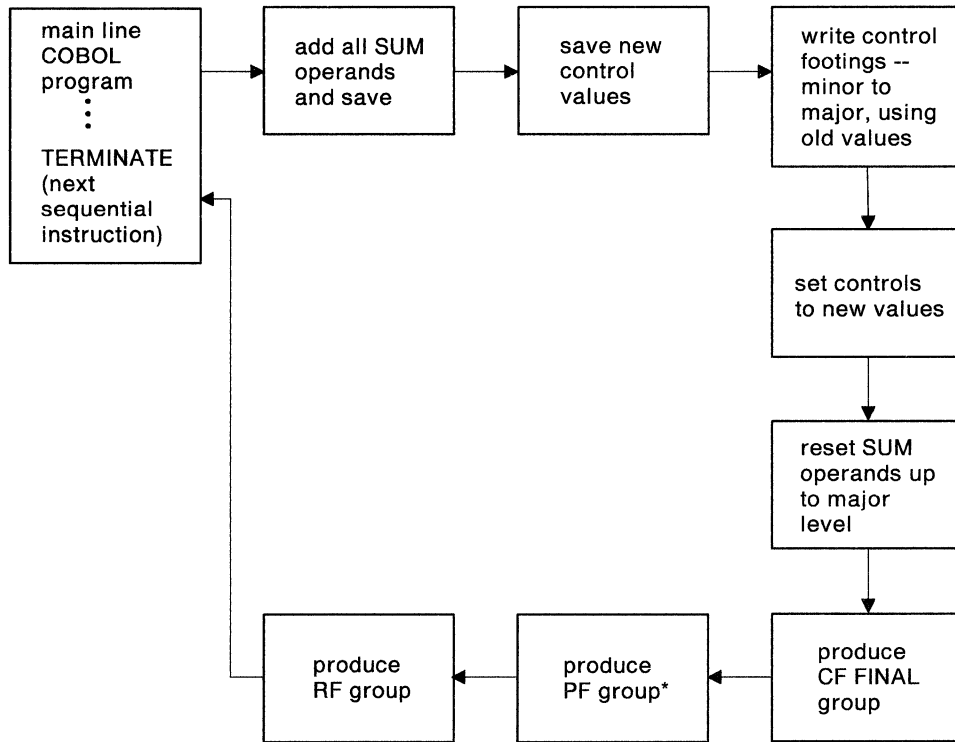 main line
COBOL
program
TERMINATE
(next
sequential
instruction)
add all SUM
operands
and save
save new
control
values
write control
footings --
minor to
major, using
old values
set controls
to new values
reset SUM
operands up
to major
level
produce
CF FINAL
group
produce
PF group*
produce
RF group